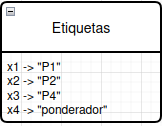 Etiquetas
x1 -> "P1"
x2 -> "P2"
x3 -> "P4"
x4 -> "ponderador"